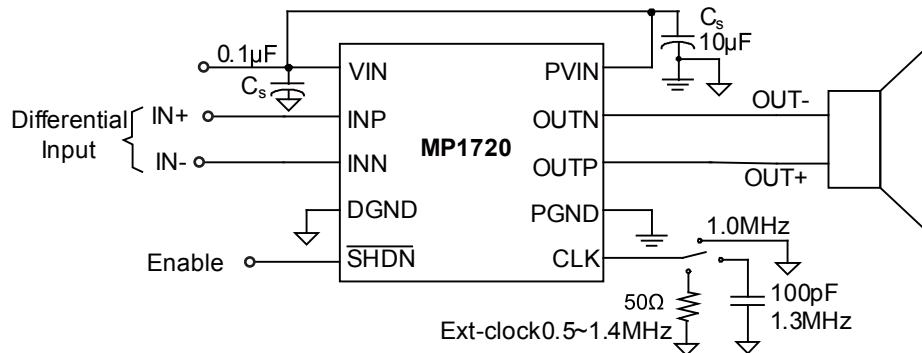 Cs
10µF
0.1µF
Cs
VIN
PVIN
Differential
Input
IN+
IN-
INP
INN
MP1720
OUTN
OUTP
OUT-
OUT+
DGND
PGND
Enable
SHDN
CLK
1.0MHz
50Ω
Ext-clock0.5~1.4MHz
100pF
1.3MHz